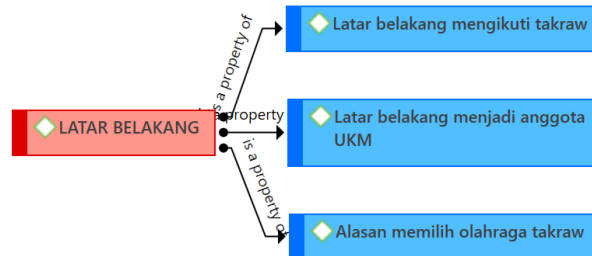 is a property of
Latar belakang mengikuti takraw
LATAR BELAKANG
a property
Latar belakang menjadi anggota
UKM
is a property of
Alasan memilih olahraga takraw